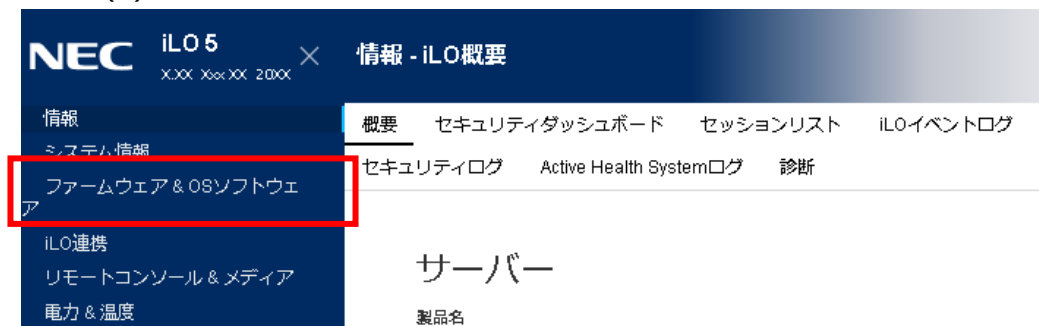 NEC iLO 5
X.XX Xxx XX 20XX
情報 - iLO概要
情報
システム情報
ファームウェア & OSソフトウェ
ア
iLO連携
リモートコンソール & メディア
電力 & 温度
概要 セキュリティダッシュボード セッションリスト iLOイベントログ
セキュリティログ Active Health Systemログ 診断
サーバー
製品名